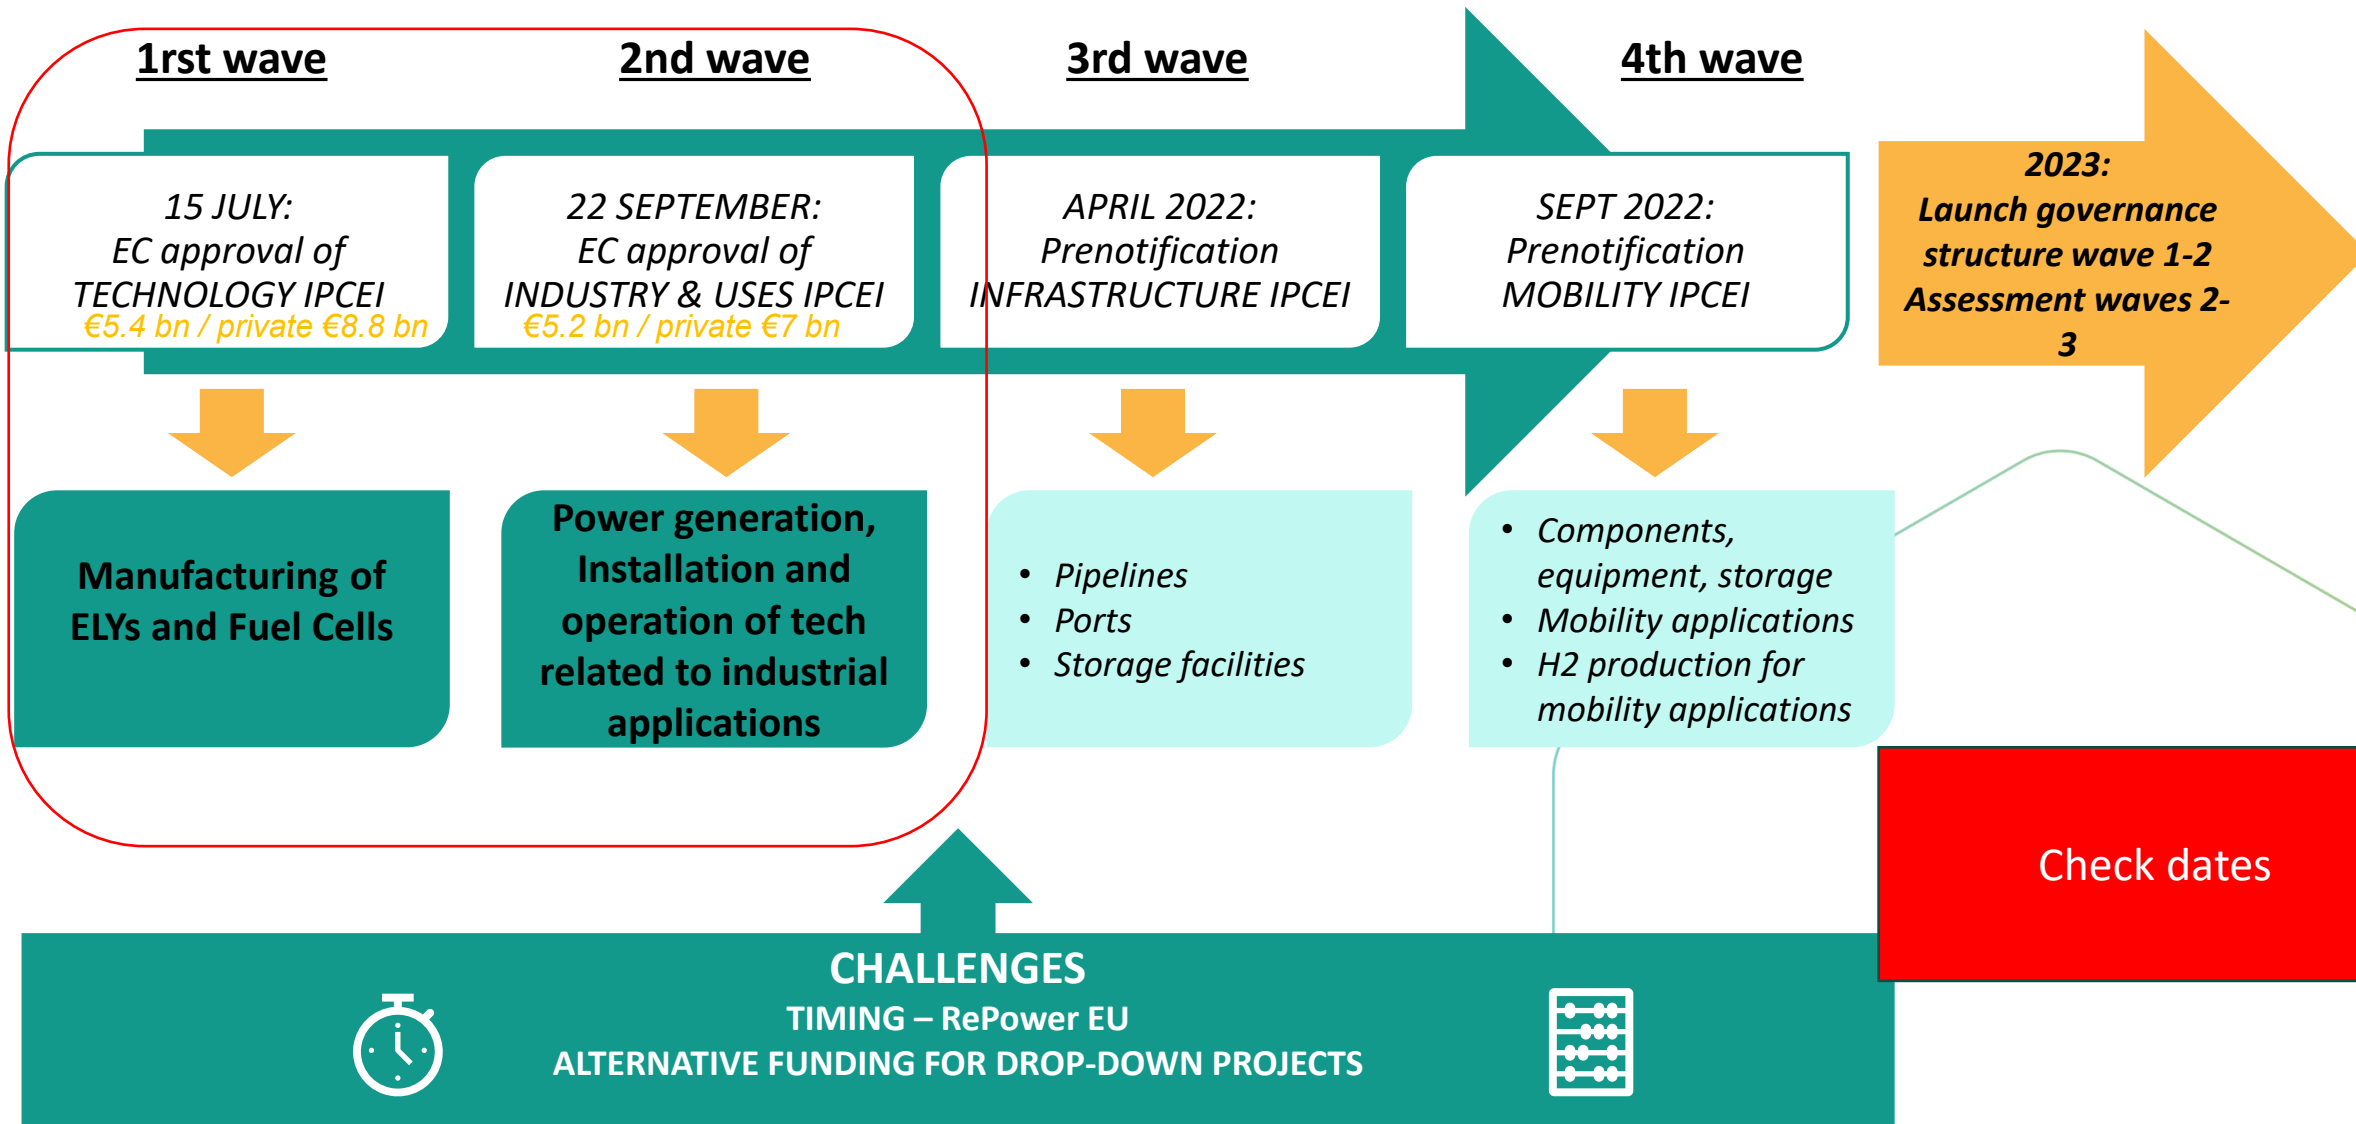 1rst wave
2nd wave
3rd wave
4th wave
15 JULY:
EC approval of
TECHNOLOGY IPCEI
€5.4 bn / private €8.8 bn
22 SEPTEMBER:
EC approval of
INDUSTRY & USES IPCEI
€5.2 bn / private €7 bn
APRIL 2022:
Prenotification
INFRASTRUCTURE IPCEI
SEPT 2022:
Prenotification
MOBILITY IPCEI
2023:
Launch governance
structure wave 1-2
Assessment waves 2-
3
Manufacturing of
ELYs and Fuel Cells
Power generation,
Installation and
operation of tech
related to industrial
applications
• Pipelines
• Ports
• Storage facilities
• Components,
equipment, storage
• Mobility applications
• H2 production for
mobility applications
Check dates
CHALLENGES
TIMING – RePower EU
ALTERNATIVE FUNDING FOR DROP-DOWN PROJECTS